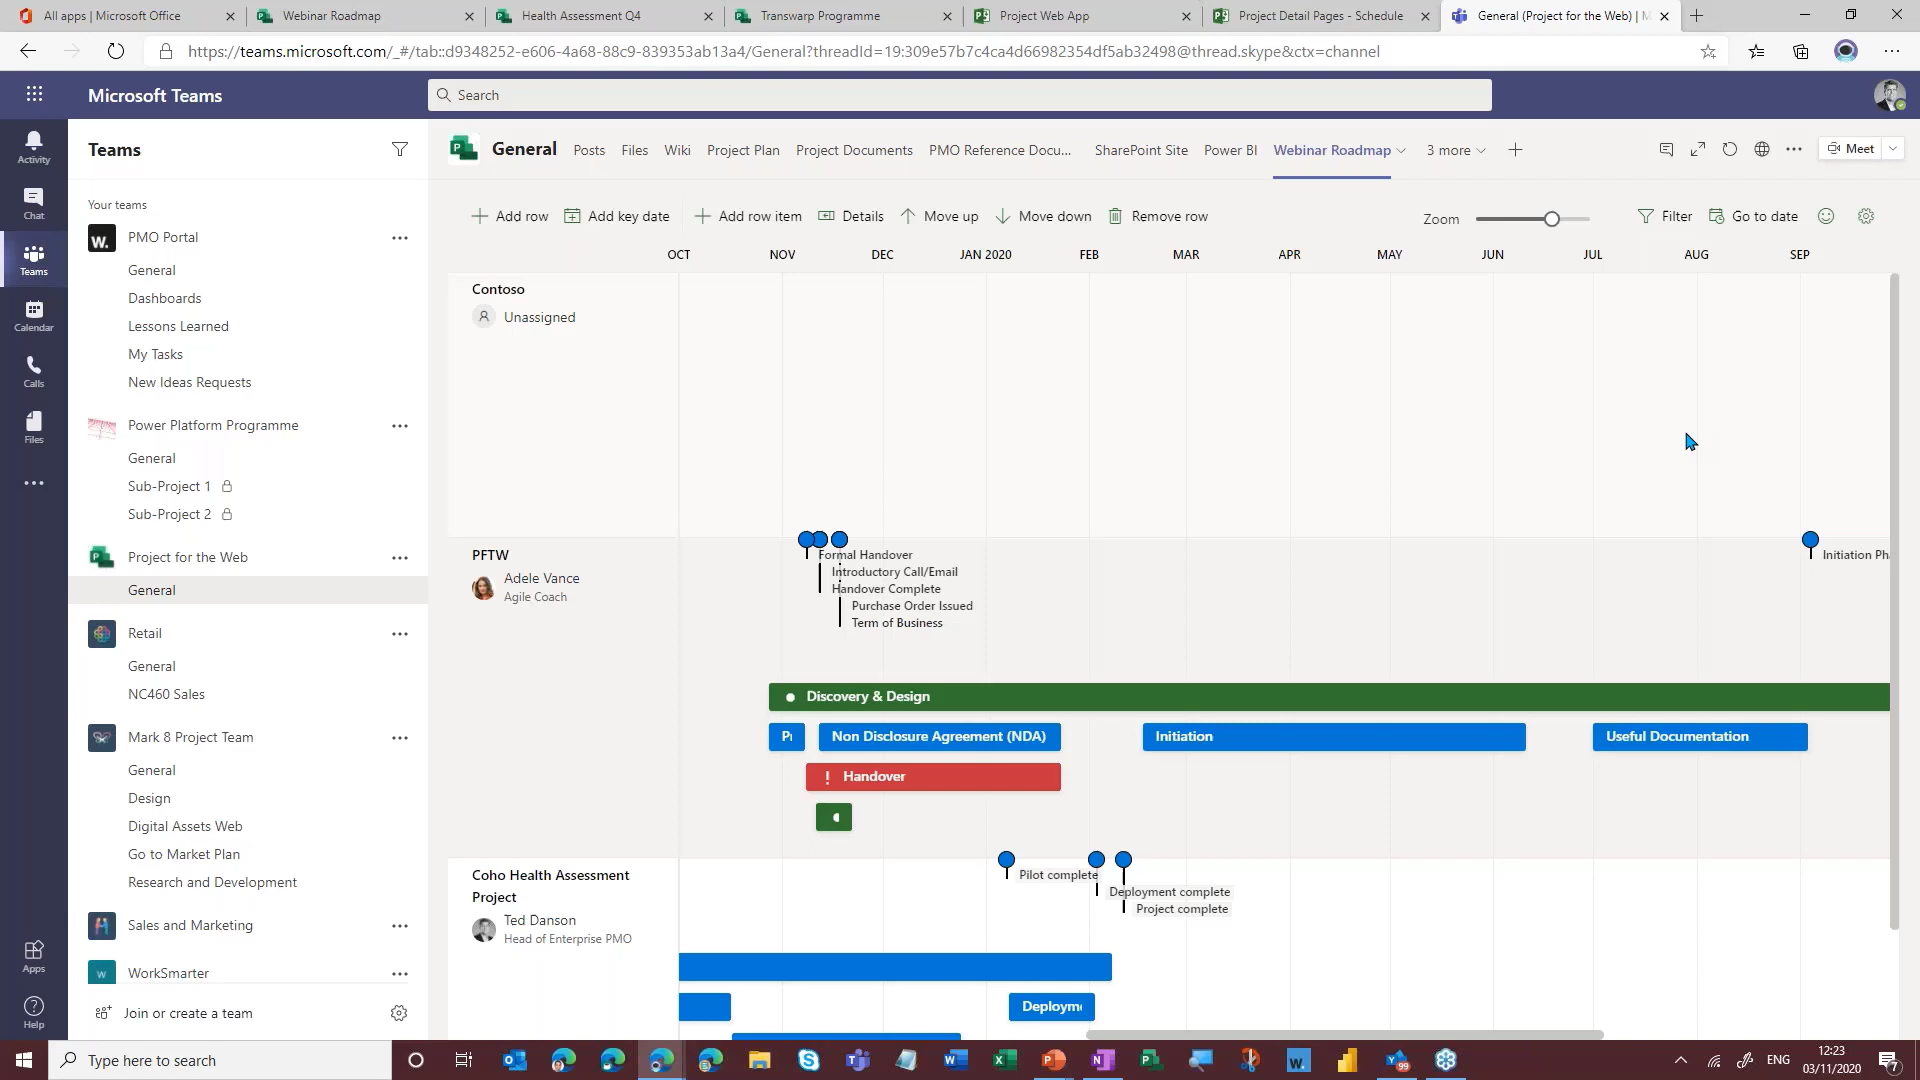 All apps | Microsoft Office
Webinar Roadmap
Health Assessment Q4
Transwarp Programme
Project Web App
Project Detail Pages - Schedule
General (Project for the Web) | M
https://teams.microsoft.com/_#/tab::d9348252-e606-4a68-88c9-839353ab13a4/General?threadId=19:309e57b7c4ca4d66982354df5ab32498@thread.skype&ctx=channel
Microsoft Teams
Search
Activity
Chat
Teams
Calendar
Calls
Files
Apps
Help
Teams
Your teams
W.
PMO Portal
General
Dashboards
Lessons Learned
My Tasks
New Ideas Requests
Power Platform Programme
General
Sub-Project 1
Sub-Project 2
Project for the Web
General
Retail
General
NC460 Sales
Mark 8 Project Team
General
Design
Digital Assets Web
Go to Market Plan
Research and Development
Sales and Marketing
W
WorkSmarter
Join or create a team
General
Posts
Files
Wiki
Project Plan
Project Documents
PMO Reference Docu...
SharePoint Site
Power BI
Webinar Roadmap
3 more
Meet
Add row
Add key date
Add row item
Details
Move up
Move down
Remove row
Zoom
Filter
Go to date
OCT NOV DEC JAN 2020 FEB MAR APR MAY JUN JUL AUG SEP
Contoso
Unassigned
PFTW
Adele Vance
Agile Coach
Formal Handover
Introductory Call/Email
Handover Complete
Purchase Order Issued
Term of Business
Initiation Ph
Discovery & Design
Non Disclosure Agreement (NDA)
Initiation
Useful Documentation
! Handover
Coho Health Assessment
Project
Ted Danson
Head of Enterprise PMO
Pilot complete
Deployment complete
Project complete
Deployme
Type here to search
ENG
12:23
03/11/2020
99
7